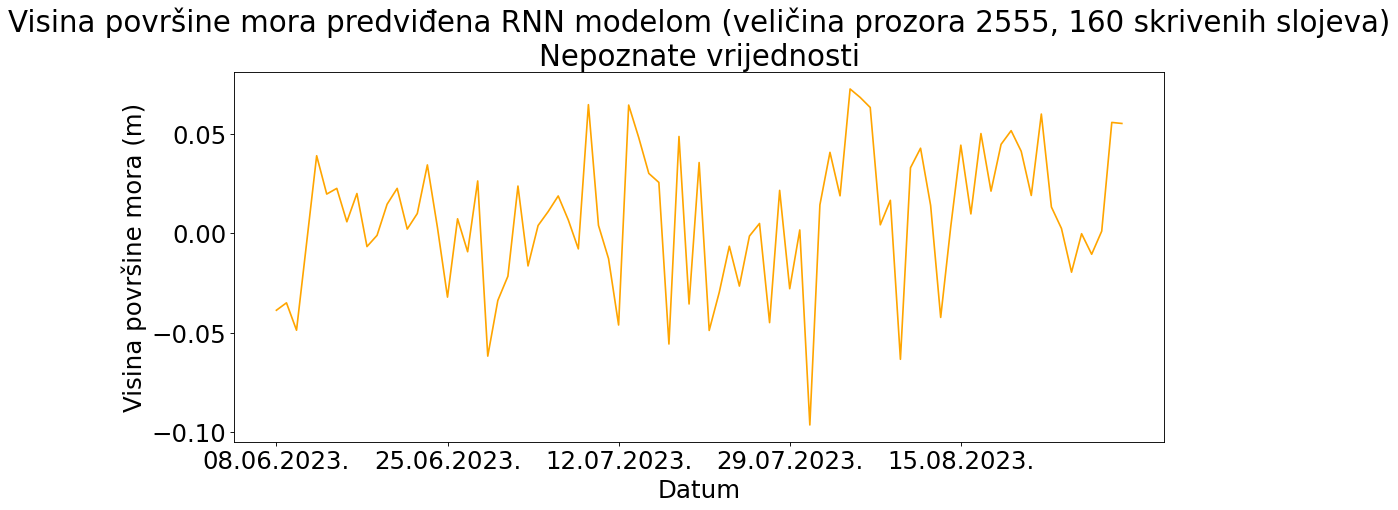 Visina površine mora predviđena RNN modelom (veličina prozora 2555, 160 skrivenih slojeva)
Nepoznate vrijednosti
Visina površine mora (m)
0.05
0.00
−0.05
−0.10
08.06.2023.
25.06.2023.
12.07.2023.
29.07.2023.
15.08.2023.
Datum